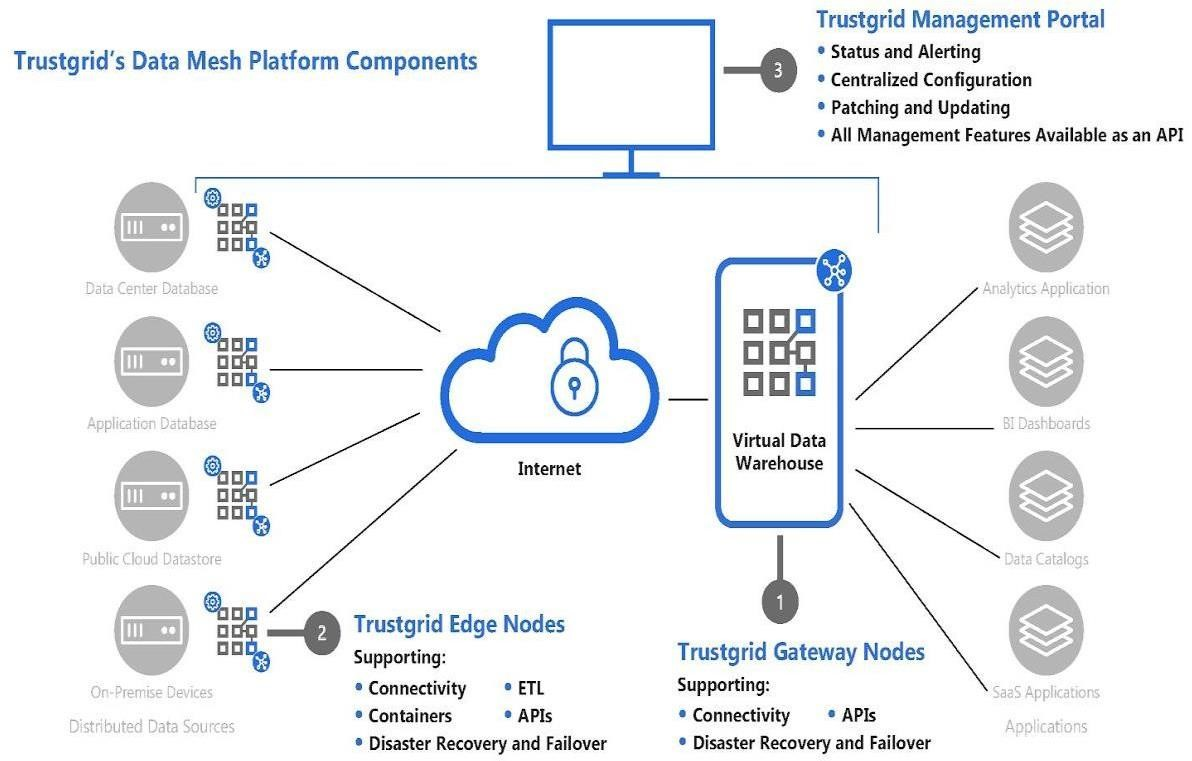 Trustgrid's Data Mesh Platform Components
3
Trustgrid Management Portal
• Status and Alerting
• Centralized Configuration
• Patching and Updating
• All Management Features Available as an API
Data Center Database
Application Database
Public Cloud Datastore
On-Premise Devices
Distributed Data Sources
Internet
Virtual Data
Warehouse
Analytics Application
BI Dashboards
Data Catalogs
SaaS Applications
Applications
2
Trustgrid Edge Nodes
Supporting:
• Connectivity • ETL
• Containers • APIs
• Disaster Recovery and Failover
1
Trustgrid Gateway Nodes
Supporting:
• Connectivity • APIs
• Disaster Recovery and Failover